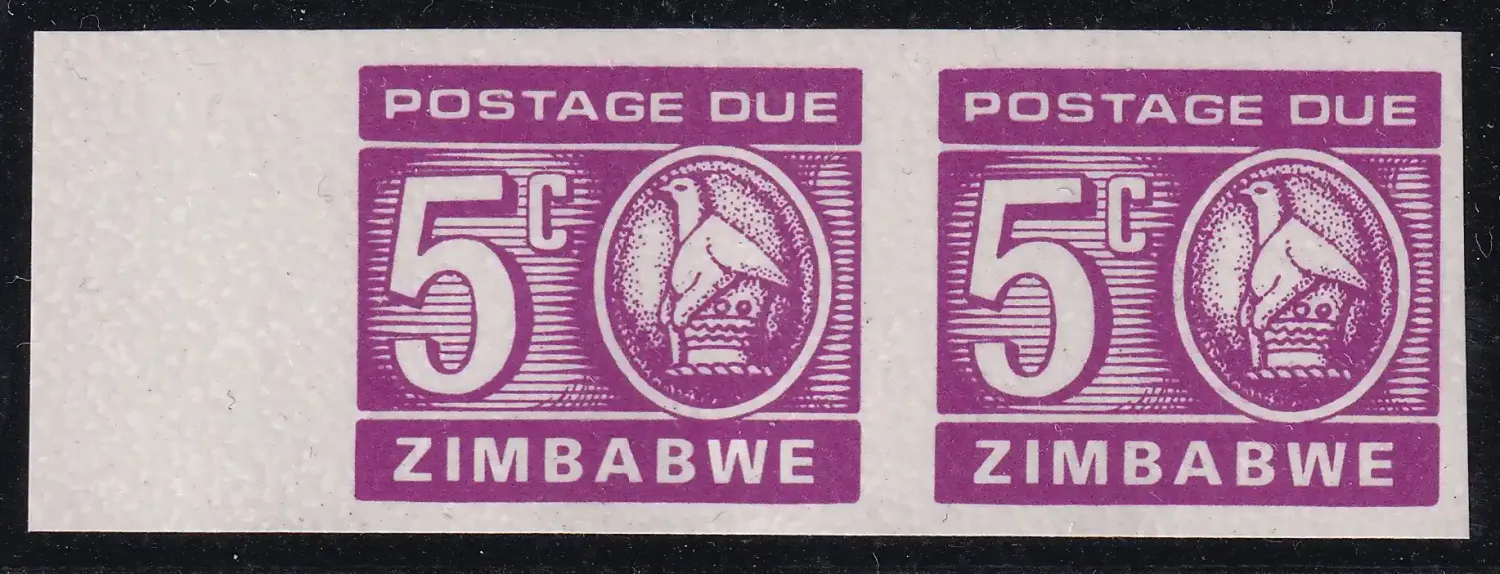 POSTAGE DUE
5c
ZIMBABWE
POSTAGE DUE
5c
ZIMBABWE